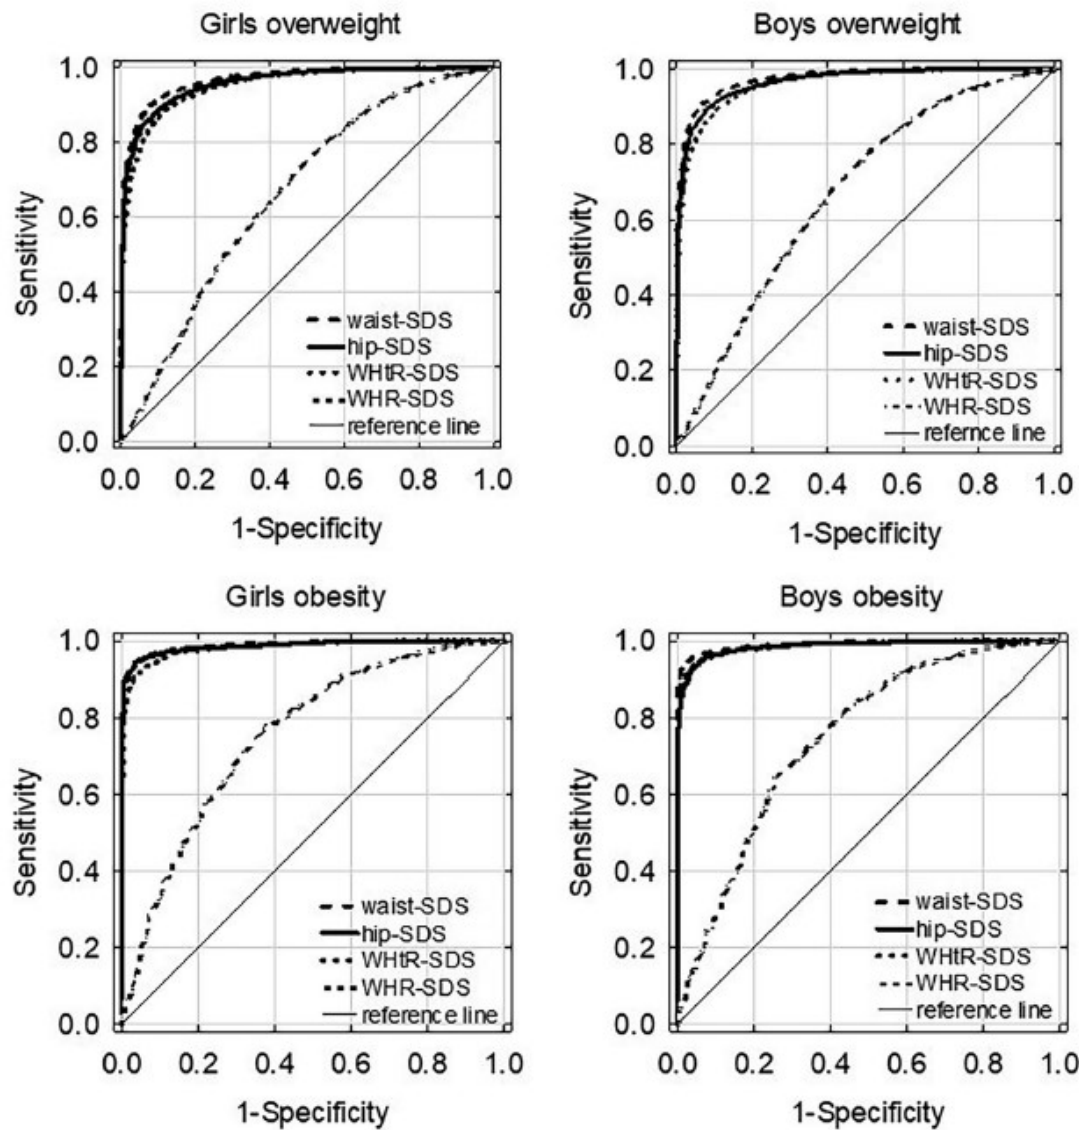 Girls overweight
1.0
0.8
0.6
0.4
0.2
0.0
Sensitivity
waist-SDS
hip-SDS
WHtR-SDS
WHR-SDS
reference line
0.0 0.2 0.4 0.6 0.8 1.0
1-Specificity
Boys overweight
1.0
0.8
0.6
0.4
0.2
0.0
Sensitivity
waist-SDS
hip-SDS
WHtR-SDS
WHR-SDS
refernce line
0.0 0.2 0.4 0.6 0.8 1.0
1-Specificity
Girls obesity
1.0
0.8
0.6
0.4
0.2
0.0
Sensitivity
waist-SDS
hip-SDS
WHtR-SDS
WHR-SDS
reference line
0.0 0.2 0.4 0.6 0.8 1.0
1-Specificity
Boys obesity
1.0
0.8
0.6
0.4
0.2
0.0
Sensitivity
waist-SDS
hip-SDS
WHtR-SDS
WHR-SDS
reference line
0.0 0.2 0.4 0.6 0.8 1.0
1-Specificity